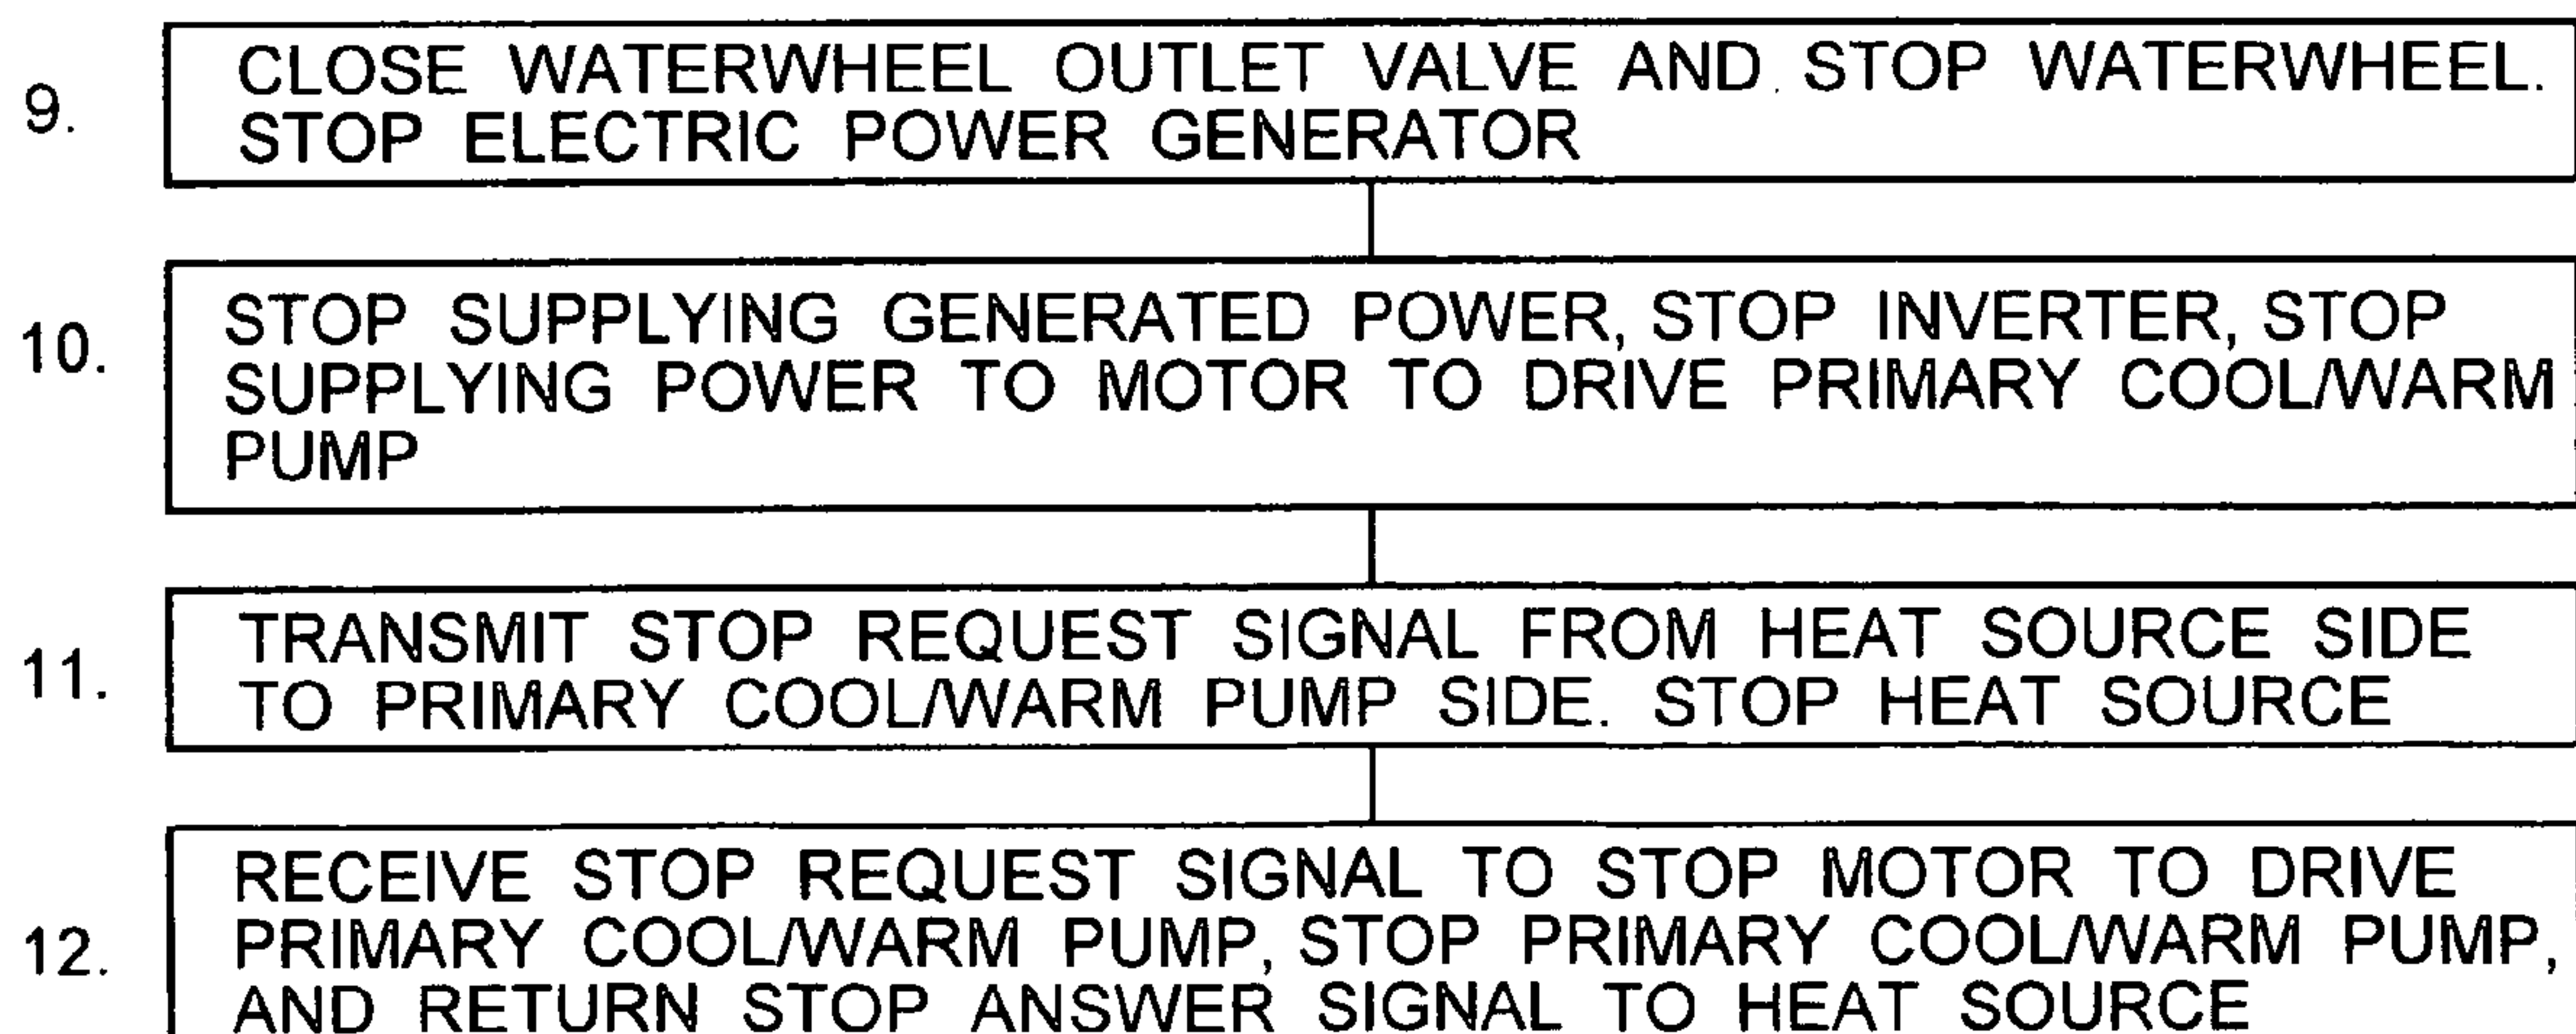 9.
CLOSE WATERWHEEL OUTLET VALVE AND STOP WATERWHEEL.
STOP ELECTRIC POWER GENERATOR
10.
STOP SUPPLYING GENERATED POWER, STOP INVERTER, STOP
SUPPLYING POWER TO MOTOR TO DRIVE PRIMARY COOL/WARM
PUMP
11.
TRANSMIT STOP REQUEST SIGNAL FROM HEAT SOURCE SIDE
TO PRIMARY COOL/WARM PUMP SIDE. STOP HEAT SOURCE
12.
RECEIVE STOP REQUEST SIGNAL TO STOP MOTOR TO DRIVE
PRIMARY COOL/WARM PUMP, STOP PRIMARY COOL/WARM PUMP,
AND RETURN STOP ANSWER SIGNAL TO HEAT SOURCE